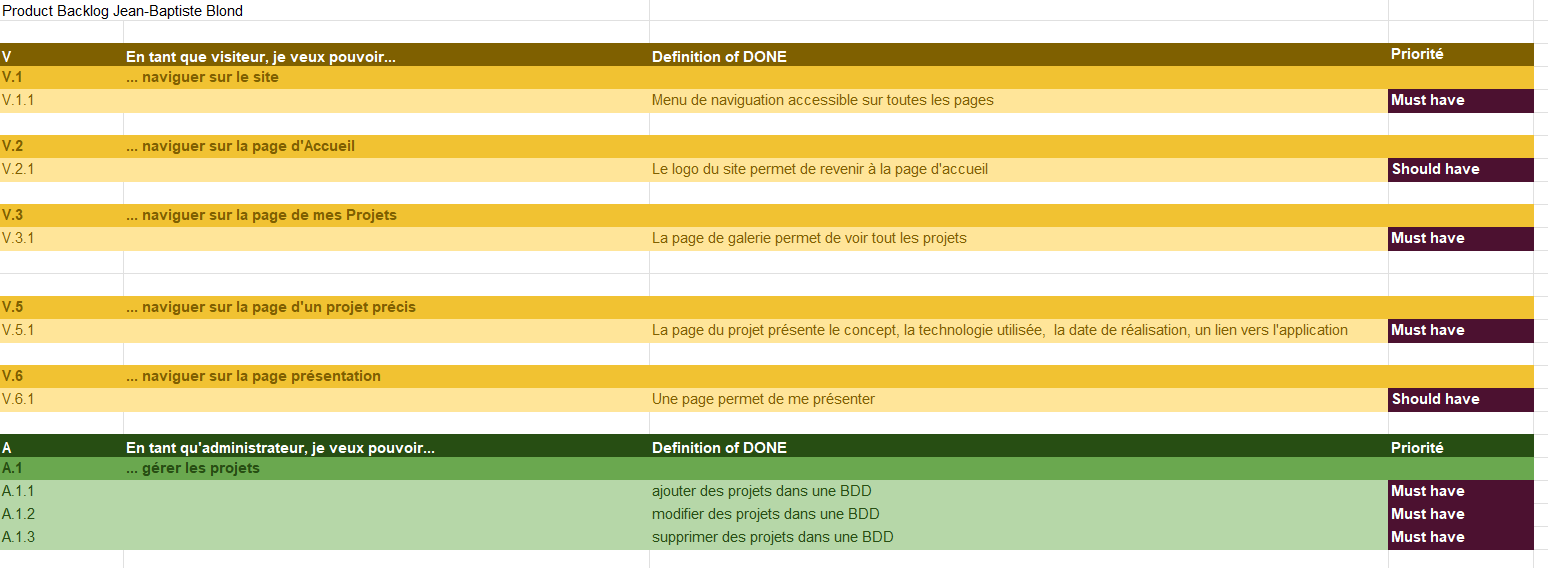 Product Backlog Jean-Baptiste Blond
V En tant que visiteur, je veux pouvoir... Definition of DONE Priorité
V.1 ... naviguer sur le site
V.1.1 Menu de naviguation accessible sur toutes les pages Must have
V.2 ... naviguer sur la page d'Accueil
V.2.1 Le logo du site permet de revenir à la page d'accueil Should have
V.3 ... naviguer sur la page de mes Projets
V.3.1 La page de galerie permet de voir tout les projets Must have
V.5 ... naviguer sur la page d'un projet précis
V.5.1 La page du projet présente le concept, la technologie utilisée, la date de réalisation, un lien vers l'application Must have
V.6 ... naviguer sur la page présentation
V.6.1 Une page permet de me présenter Should have
A En tant qu'administrateur, je veux pouvoir... Definition of DONE Priorité
A.1 ... gérer les projets
A.1.1 ajouter des projets dans une BDD Must have
A.1.2 modifier des projets dans une BDD Must have
A.1.3 supprimer des projets dans une BDD Must have